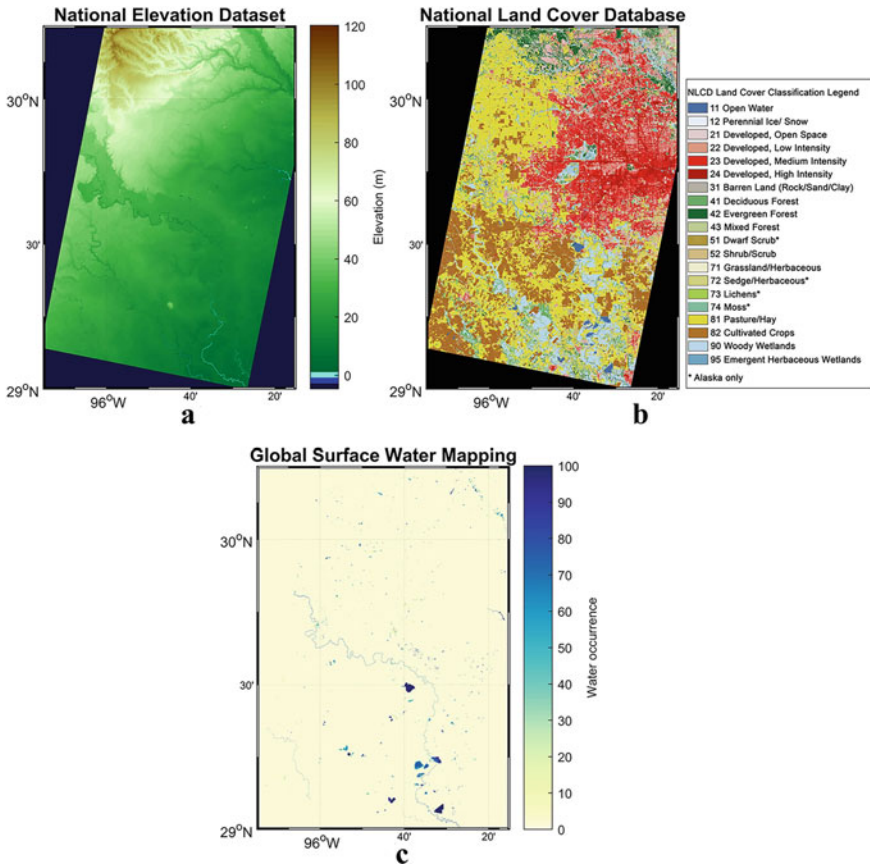 National Elevation Dataset
120
100
80
60
40
20
0
Elevation (m)
30°N
30'
29°N
96°W
40'
20'
a
National Land Cover Database
30°N
30'
29°N
96°W
40'
20'
b
NLCD Land Cover Classification Legend
11 Open Water
12 Perennial Ice/ Snow
21 Developed, Open Space
22 Developed, Low Intensity
23 Developed, Medium Intensity
24 Developed, High Intensity
31 Barren Land (Rock/Sand/Clay)
41 Deciduous Forest
42 Evergreen Forest
43 Mixed Forest
51 Dwarf Scrub*
52 Shrub/Scrub
71 Grassland/Herbaceous
72 Sedge/Herbaceous*
73 Lichens*
74 Moss*
81 Pasture/Hay
82 Cultivated Crops
90 Woody Wetlands
95 Emergent Herbaceous Wetlands
* Alaska only
Global Surface Water Mapping
100
90
80
70
60
50
40
30
20
10
0
Water occurrence
30°N
30'
29°N
96°W
40'
20'
c